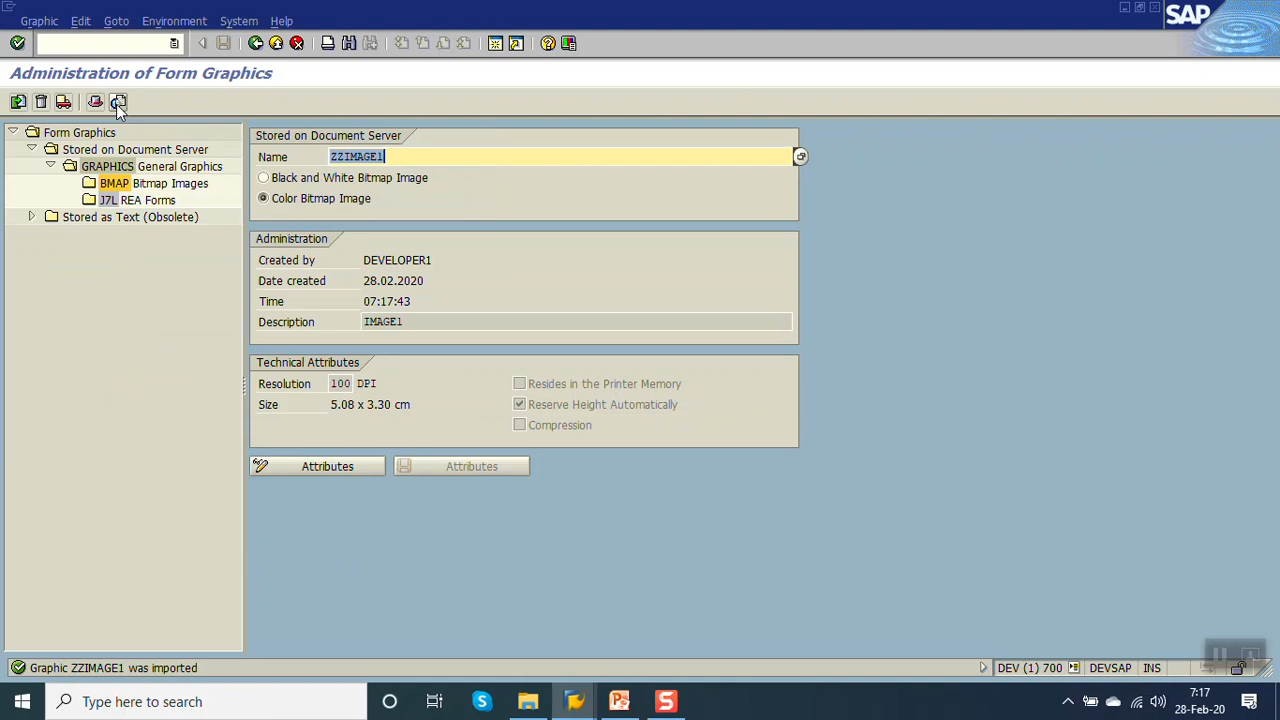 Graphic Edit Goto Environment System Help
SAP
Administration of Form Graphics
Form Graphics
Stored on Document Server
GRAPHICS General Graphics
BMAP Bitmap Images
J7L REA Forms
Stored as Text (Obsolete)
Stored on Document Server
Name ZZIMAGE1
Black and White Bitmap Image
Color Bitmap Image
Administration
Created by DEVELOPER1
Date created 28.02.2020
Time 07:17:43
Description IMAGE1
Technical Attributes
Resolution 100 DPI Resides in the Printer Memory
Size 5.08 x 3.30 cm Reserve Height Automatically
Compression
Attributes Attributes
Graphic ZZIMAGE1 was imported DEV (1) 700 DEVSAP INS
Type here to search 7:17
28-Feb-20